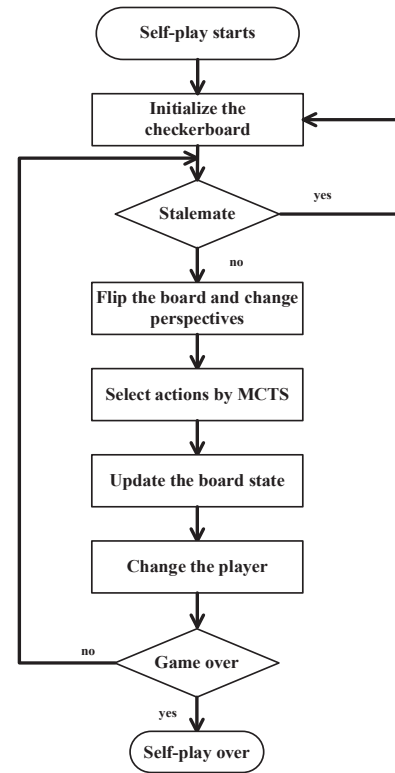 Self-play starts
Initialize the
checkerboard
Stalemate
yes
no
Flip the board and change
perspectives
Select actions by MCTS
Update the board state
Change the player
Game over
no
yes
Self-play over